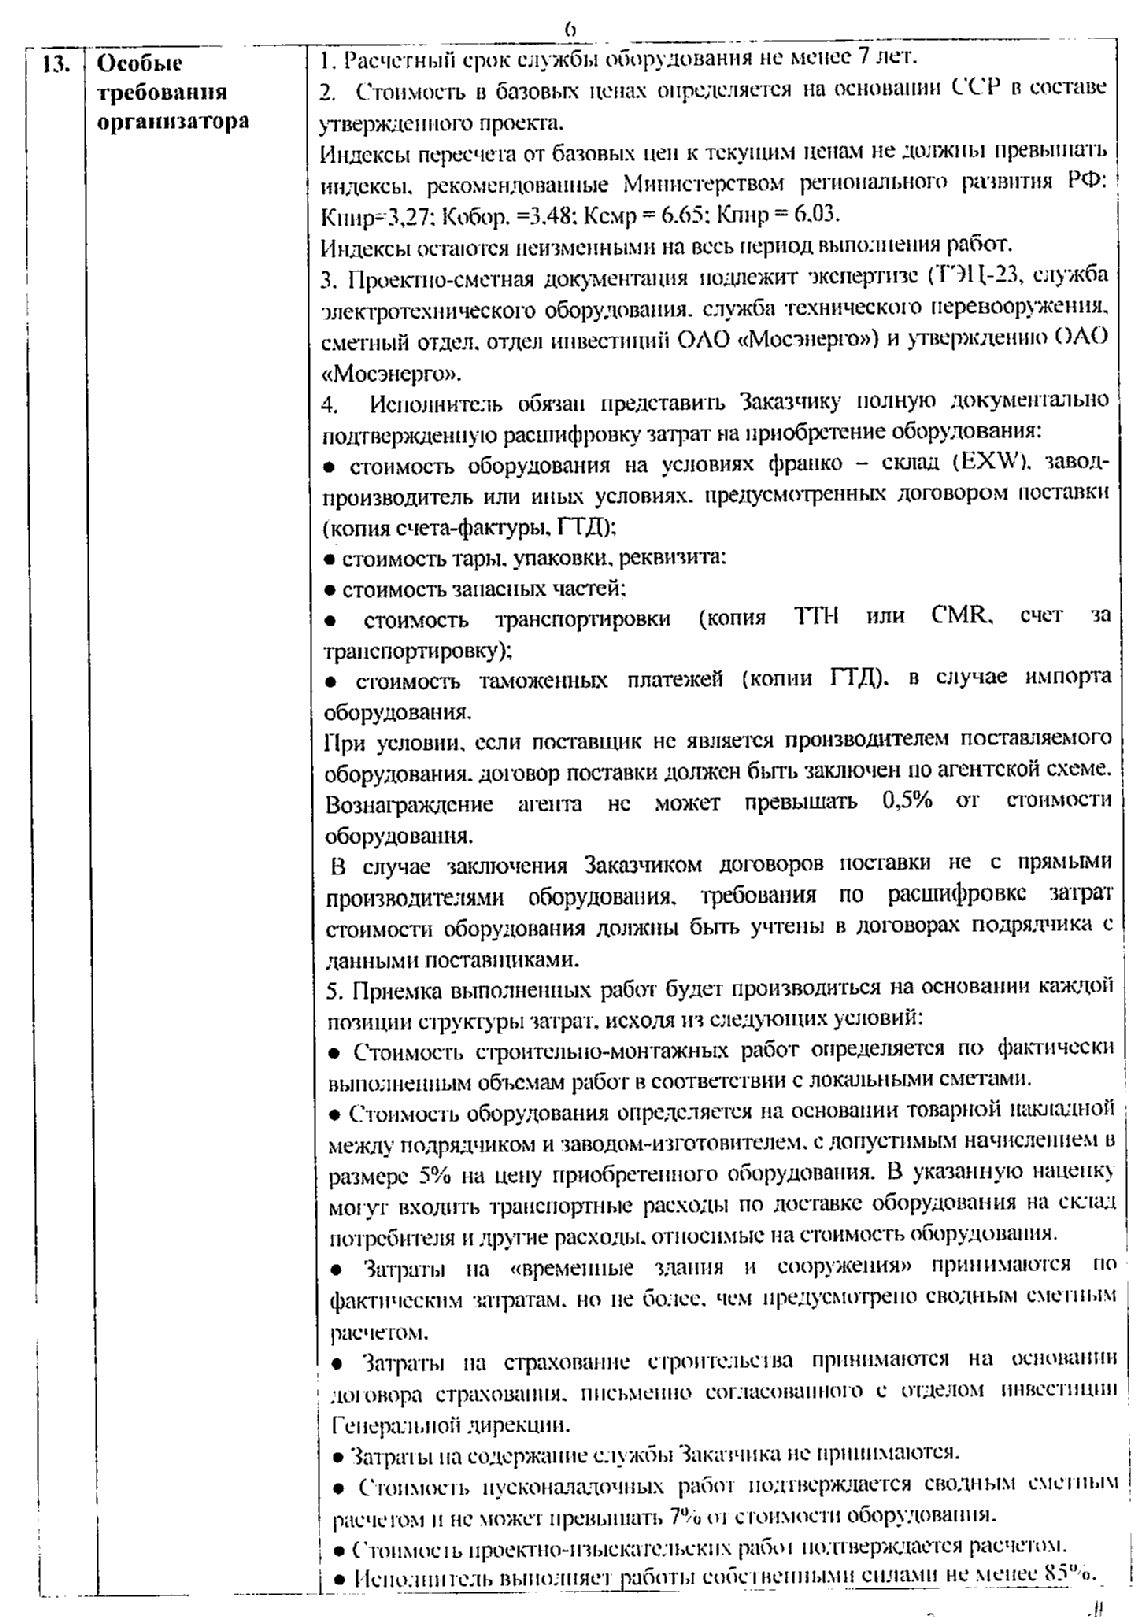 6
13. Особые требования организатора
1. Расчетный срок службы оборудования не менее 7 лет.
2. Стоимость в базовых ценах определяется на основании ССР в составе
утвержденного проекта.
Индексы пересчета от базовых цен к текущим ценам не должны превышать
индексы, рекомендованные Министерством регионального развития РФ:
Кпир=3,27; Кобор. =3.48; Ксмр = 6.65; Кпнр = 6.03.
Индексы остаются неизменными на весь период выполнения работ.
3. Проектно-сметная документация подлежит экспертизе (ТЭЦ-23, служба
электротехнического оборудования, служба технического перевооружения,
сметный отдел, отдел инвестиций ОАО «Мосэнерго») и утверждению ОАО
«Мосэнерго».
4. Исполнитель обязан представить Заказчику полную документально
подтвержденную расшифровку затрат на приобретение оборудования:
● стоимость оборудования на условиях франко – склад (EXW), завод-
производитель или иных условиях, предусмотренных договором поставки
(копия счета-фактуры, ГТД);
● стоимость тары, упаковки, реквизита;
● стоимость запасных частей;
● стоимость транспортировки (копия ТТН или CMR, счет за
транспортировку);
● стоимость таможенных платежей (копии ГТД), в случае импорта
оборудования.
При условии, если поставщик не является производителем поставляемого
оборудования, договор поставки должен быть заключен по агентской схеме.
Вознаграждение агента не может превышать 0,5% от стоимости
оборудования.
В случае заключения Заказчиком договоров поставки не с прямыми
производителями оборудования, требования по расшифровке затрат
стоимости оборудования должны быть учтены в договорах подрядчика с
данными поставщиками.
5. Приемка выполненных работ будет производиться на основании каждой
позиции структуры затрат, исходя из следующих условий:
● Стоимость строительно-монтажных работ определяется по фактически
выполненным объемам работ в соответствии с локальными сметами.
● Стоимость оборудования определяется на основании товарной накладной
между подрядчиком и заводом-изготовителем, с допустимым начислением в
размере 5% на цену приобретенного оборудования. В указанную наценку
могут входить транспортные расходы по доставке оборудования на склад
потребителя и другие расходы, относимые на стоимость оборудования.
● Затраты на «временные здания и сооружения» принимаются по
фактическим затратам, но не более, чем предусмотрено сводным сметным
расчетом.
● Затраты на страхование строительства принимаются на основании
договора страхования, письменно согласованного с отделом инвестиции
Генеральной дирекции.
● Затраты на содержание службы Заказчика не принимаются.
● Стоимость пусконаладочных работ подтверждается сводным сметным
расчетом и не может превышать 7% от стоимости оборудования.
● Стоимость проектно-изыскательских работ подтверждается расчетом.
● Исполнитель выполняет работы собственными силами не менее 85%.